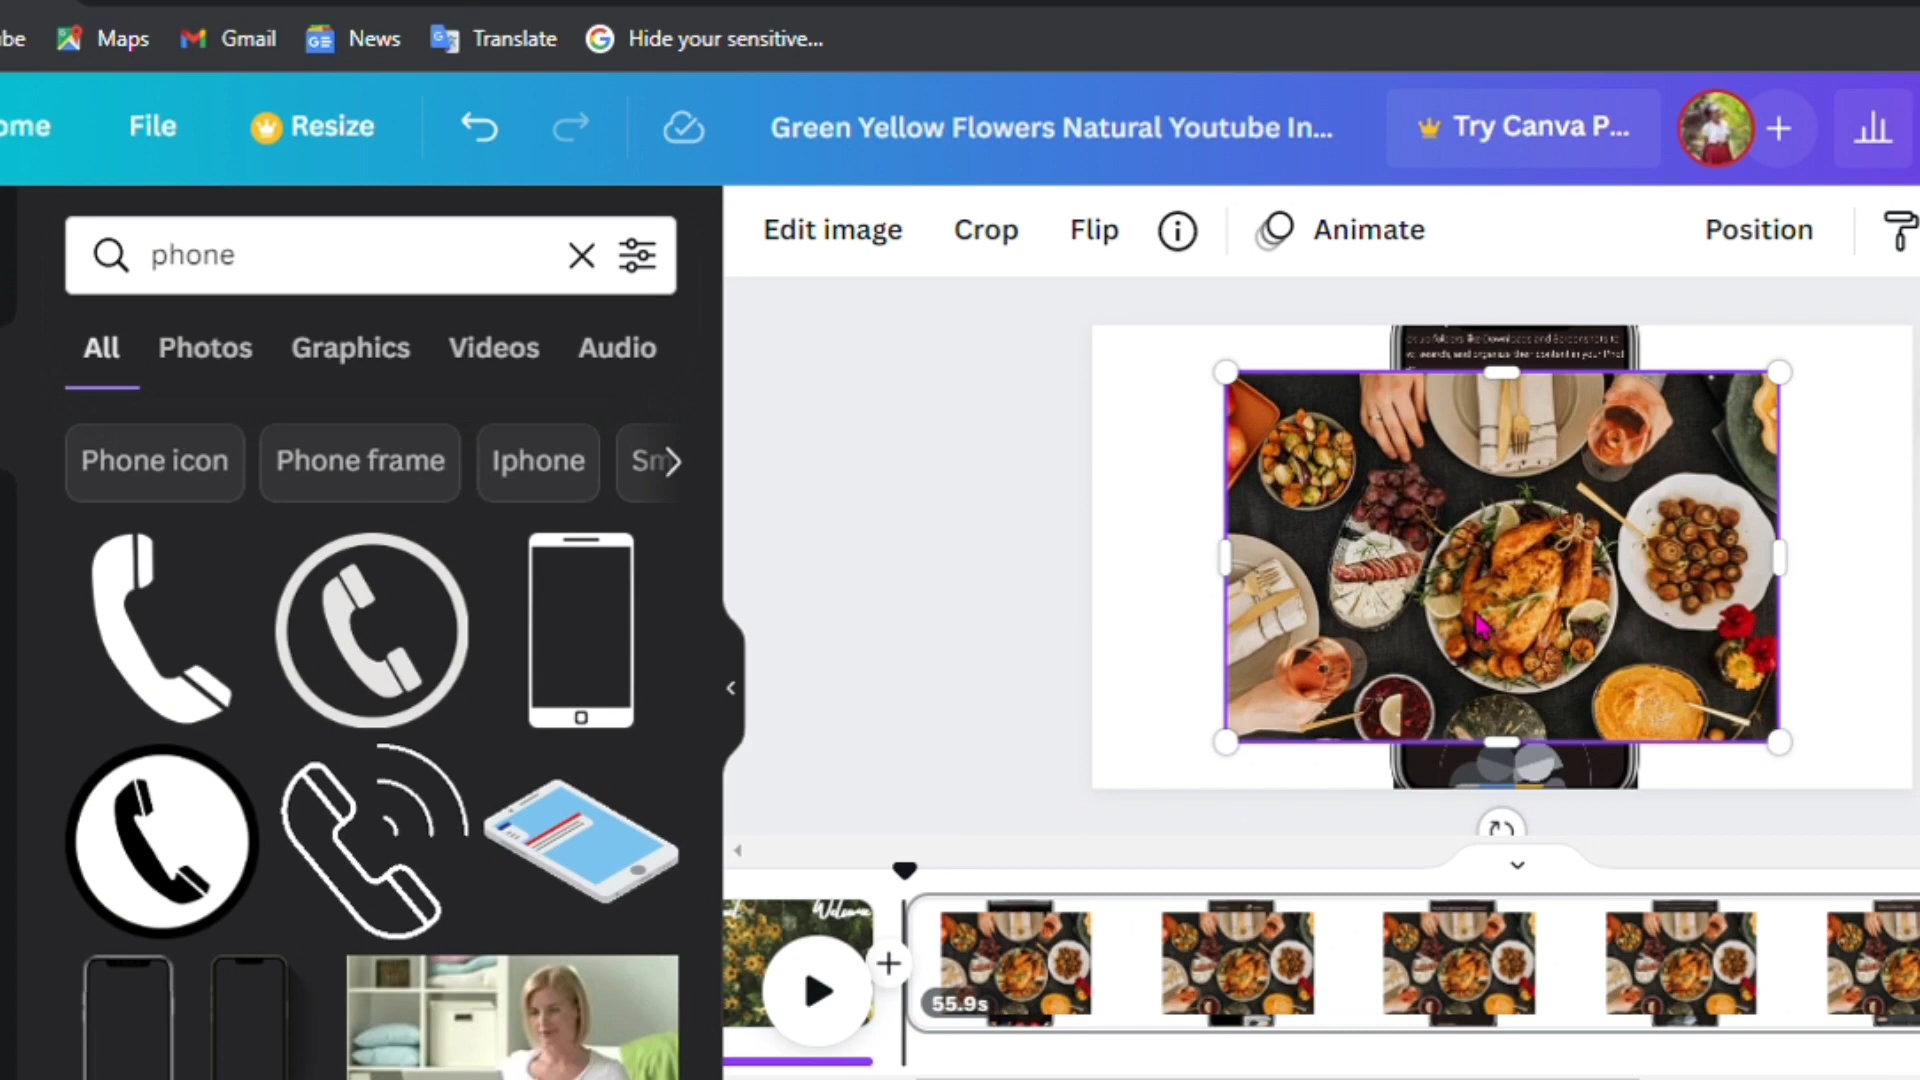 be Maps Gmail News Translate Hide your sensitive...
ome File Resize Green Yellow Flowers Natural Youtube In... Try Canva P...
phone
Edit image Crop Flip Animate Position
All Photos Graphics Videos Audio
Phone icon Phone frame Iphone Sm
Welcome
55.9s